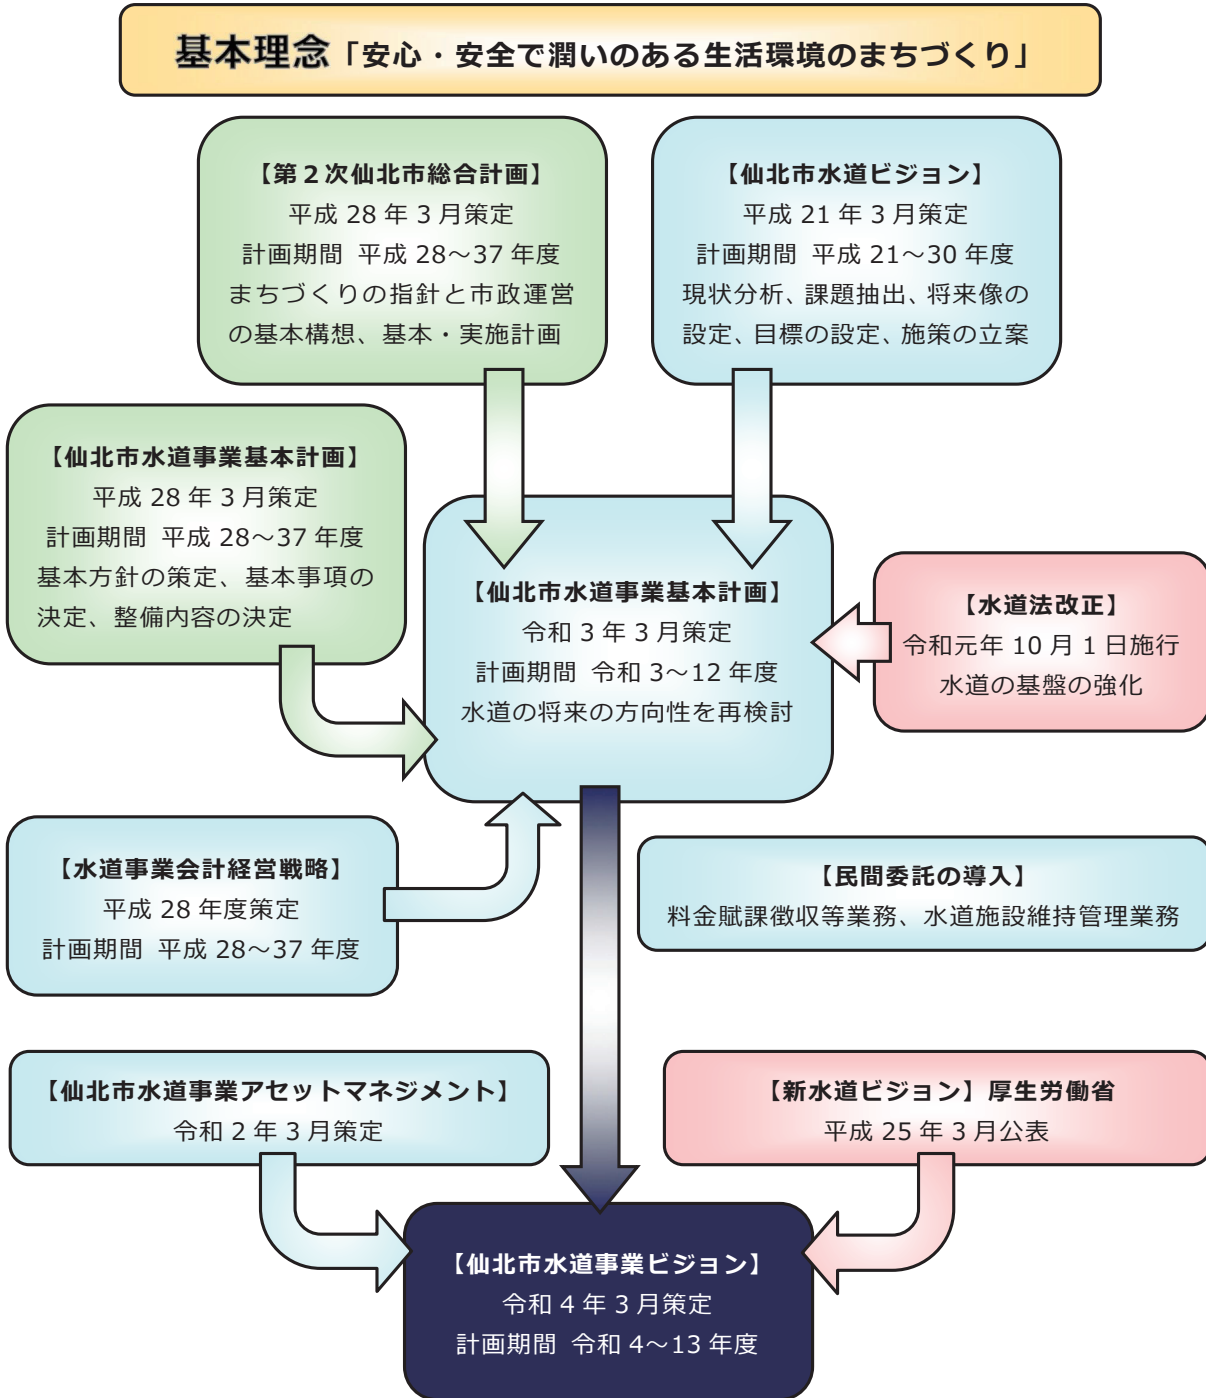 基本理念「安心・安全で潤いのある生活環境のまちづくり」
【第２次仙北市総合計画】
平成 28 年 3 月策定
計画期間 平成 28～37 年度
まちづくりの指針と市政運営
の基本構想、基本・実施計画
【仙北市水道ビジョン】
平成 21 年 3 月策定
計画期間 平成 21～30 年度
現状分析、課題抽出、将来像の
設定、目標の設定、施策の立案
【仙北市水道事業基本計画】
平成 28 年 3 月策定
計画期間 平成 28～37 年度
基本方針の策定、基本事項の
決定、整備内容の決定
【仙北市水道事業基本計画】
令和 3 年 3 月策定
計画期間 令和 3～12 年度
水道の将来の方向性を再検討
【水道法改正】
令和元年 10 月 1 日施行
水道の基盤の強化
【水道事業会計経営戦略】
平成 28 年度策定
計画期間 平成 28～37 年度
【民間委託の導入】
料金賦課徴収等業務、水道施設維持管理業務
【仙北市水道事業アセットマネジメント】
令和 2 年 3 月策定
【新水道ビジョン】厚生労働省
平成 25 年 3 月公表
【仙北市水道事業ビジョン】
令和 4 年 3 月策定
計画期間 令和 4～13 年度